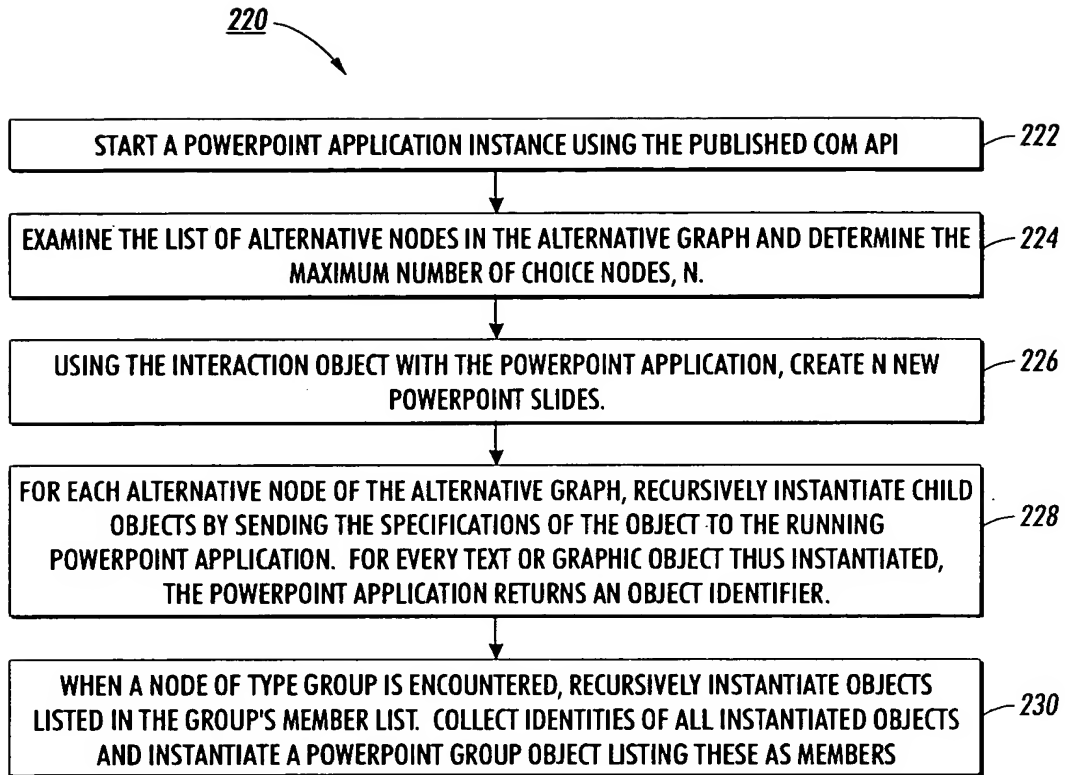 220
START A POWERPOINT APPLICATION INSTANCE USING THE PUBLISHED COM API
222
EXAMINE THE LIST OF ALTERNATIVE NODES IN THE ALTERNATIVE GRAPH AND DETERMINE THE
MAXIMUM NUMBER OF CHOICE NODES, N.
224
USING THE INTERACTION OBJECT WITH THE POWERPOINT APPLICATION, CREATE N NEW
POWERPOINT SLIDES.
226
FOR EACH ALTERNATIVE NODE OF THE ALTERNATIVE GRAPH, RECURSIVELY INSTANTIATE CHILD
OBJECTS BY SENDING THE SPECIFICATIONS OF THE OBJECT TO THE RUNNING
POWERPOINT APPLICATION. FOR EVERY TEXT OR GRAPHIC OBJECT THUS INSTANTIATED,
THE POWERPOINT APPLICATION RETURNS AN OBJECT IDENTIFIER.
228
WHEN A NODE OF TYPE GROUP IS ENCOUNTERED, RECURSIVELY INSTANTIATE OBJECTS
LISTED IN THE GROUP'S MEMBER LIST. COLLECT IDENTITIES OF ALL INSTANTIATED OBJECTS
AND INSTANTIATE A POWERPOINT GROUP OBJECT LISTING THESE AS MEMBERS
230